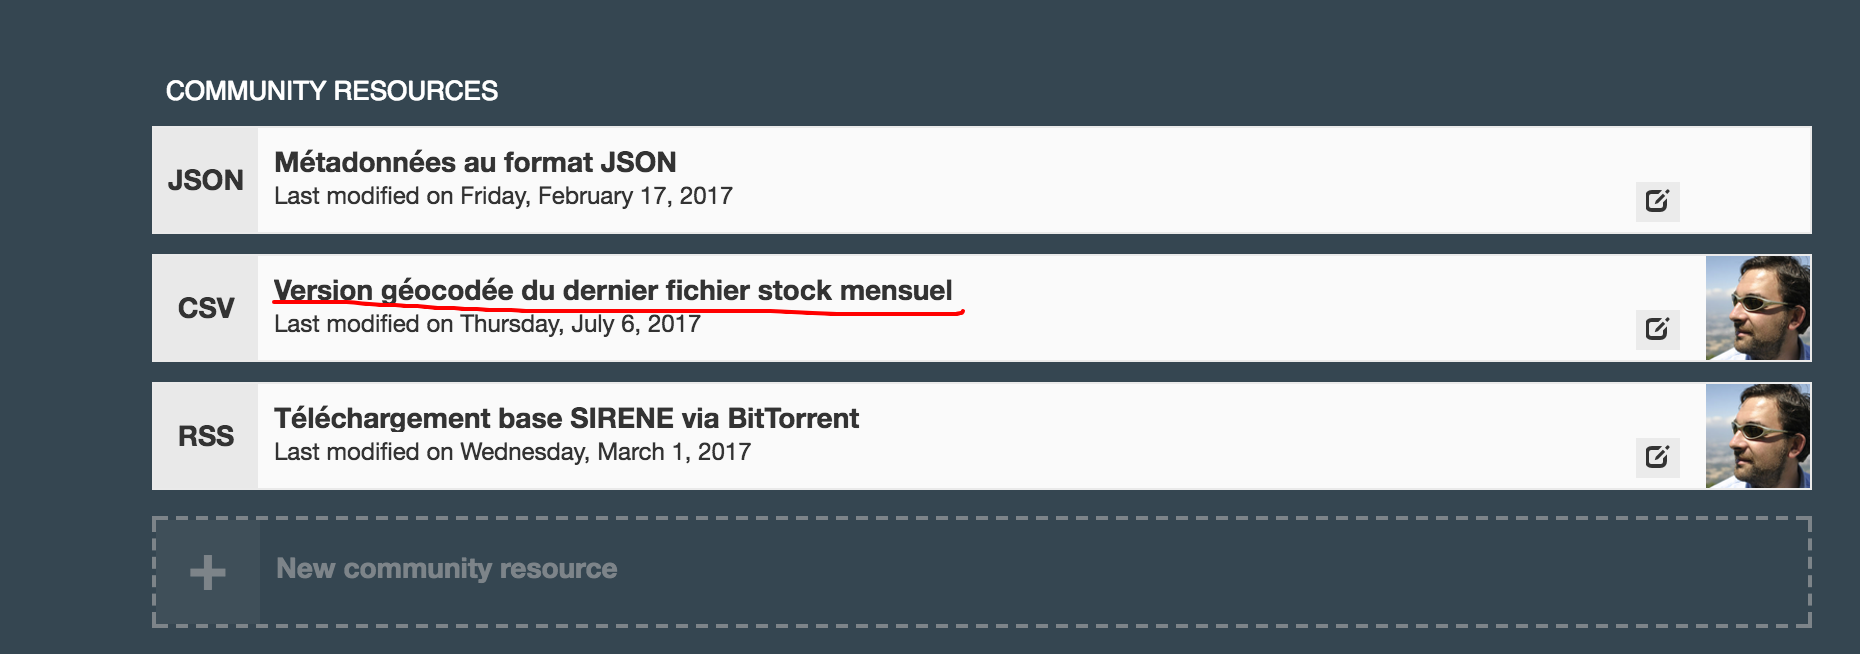 COMMUNITY RESOURCES
JSON
Métadonnées au format JSON
Last modified on Friday, February 17, 2017
CSV
Version géocodée du dernier fichier stock mensuel
Last modified on Thursday, July 6, 2017
RSS
Téléchargement base SIRENE via BitTorrent
Last modified on Wednesday, March 1, 2017
New community resource